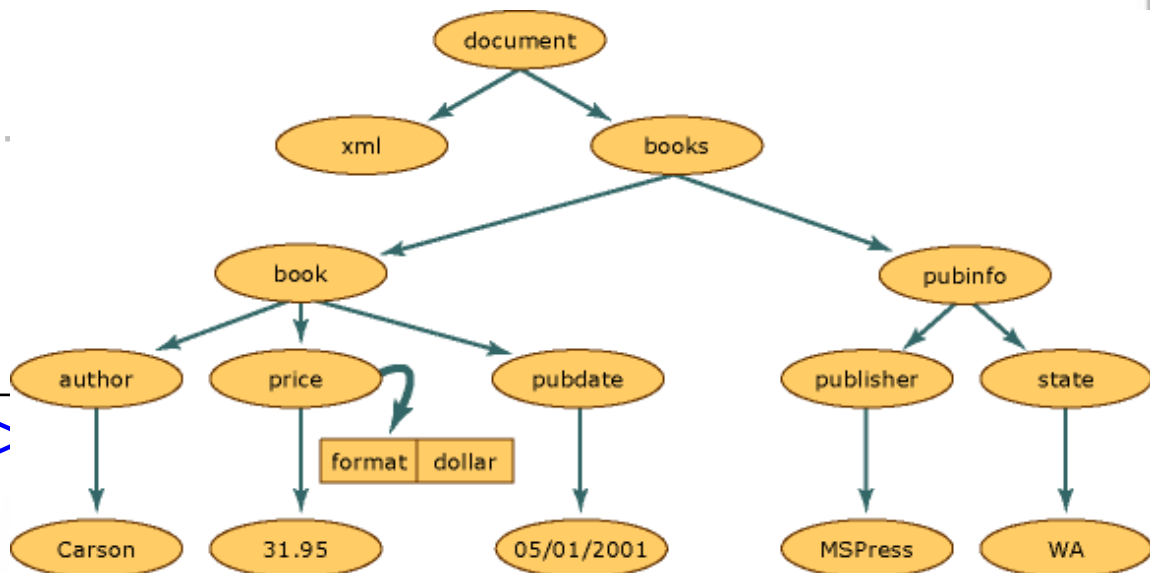 document
xml
books
book
pubinfo
author
price
pubdate
publisher
state
format
dollar
Carson
31.95
05/01/2001
MSPress
WA